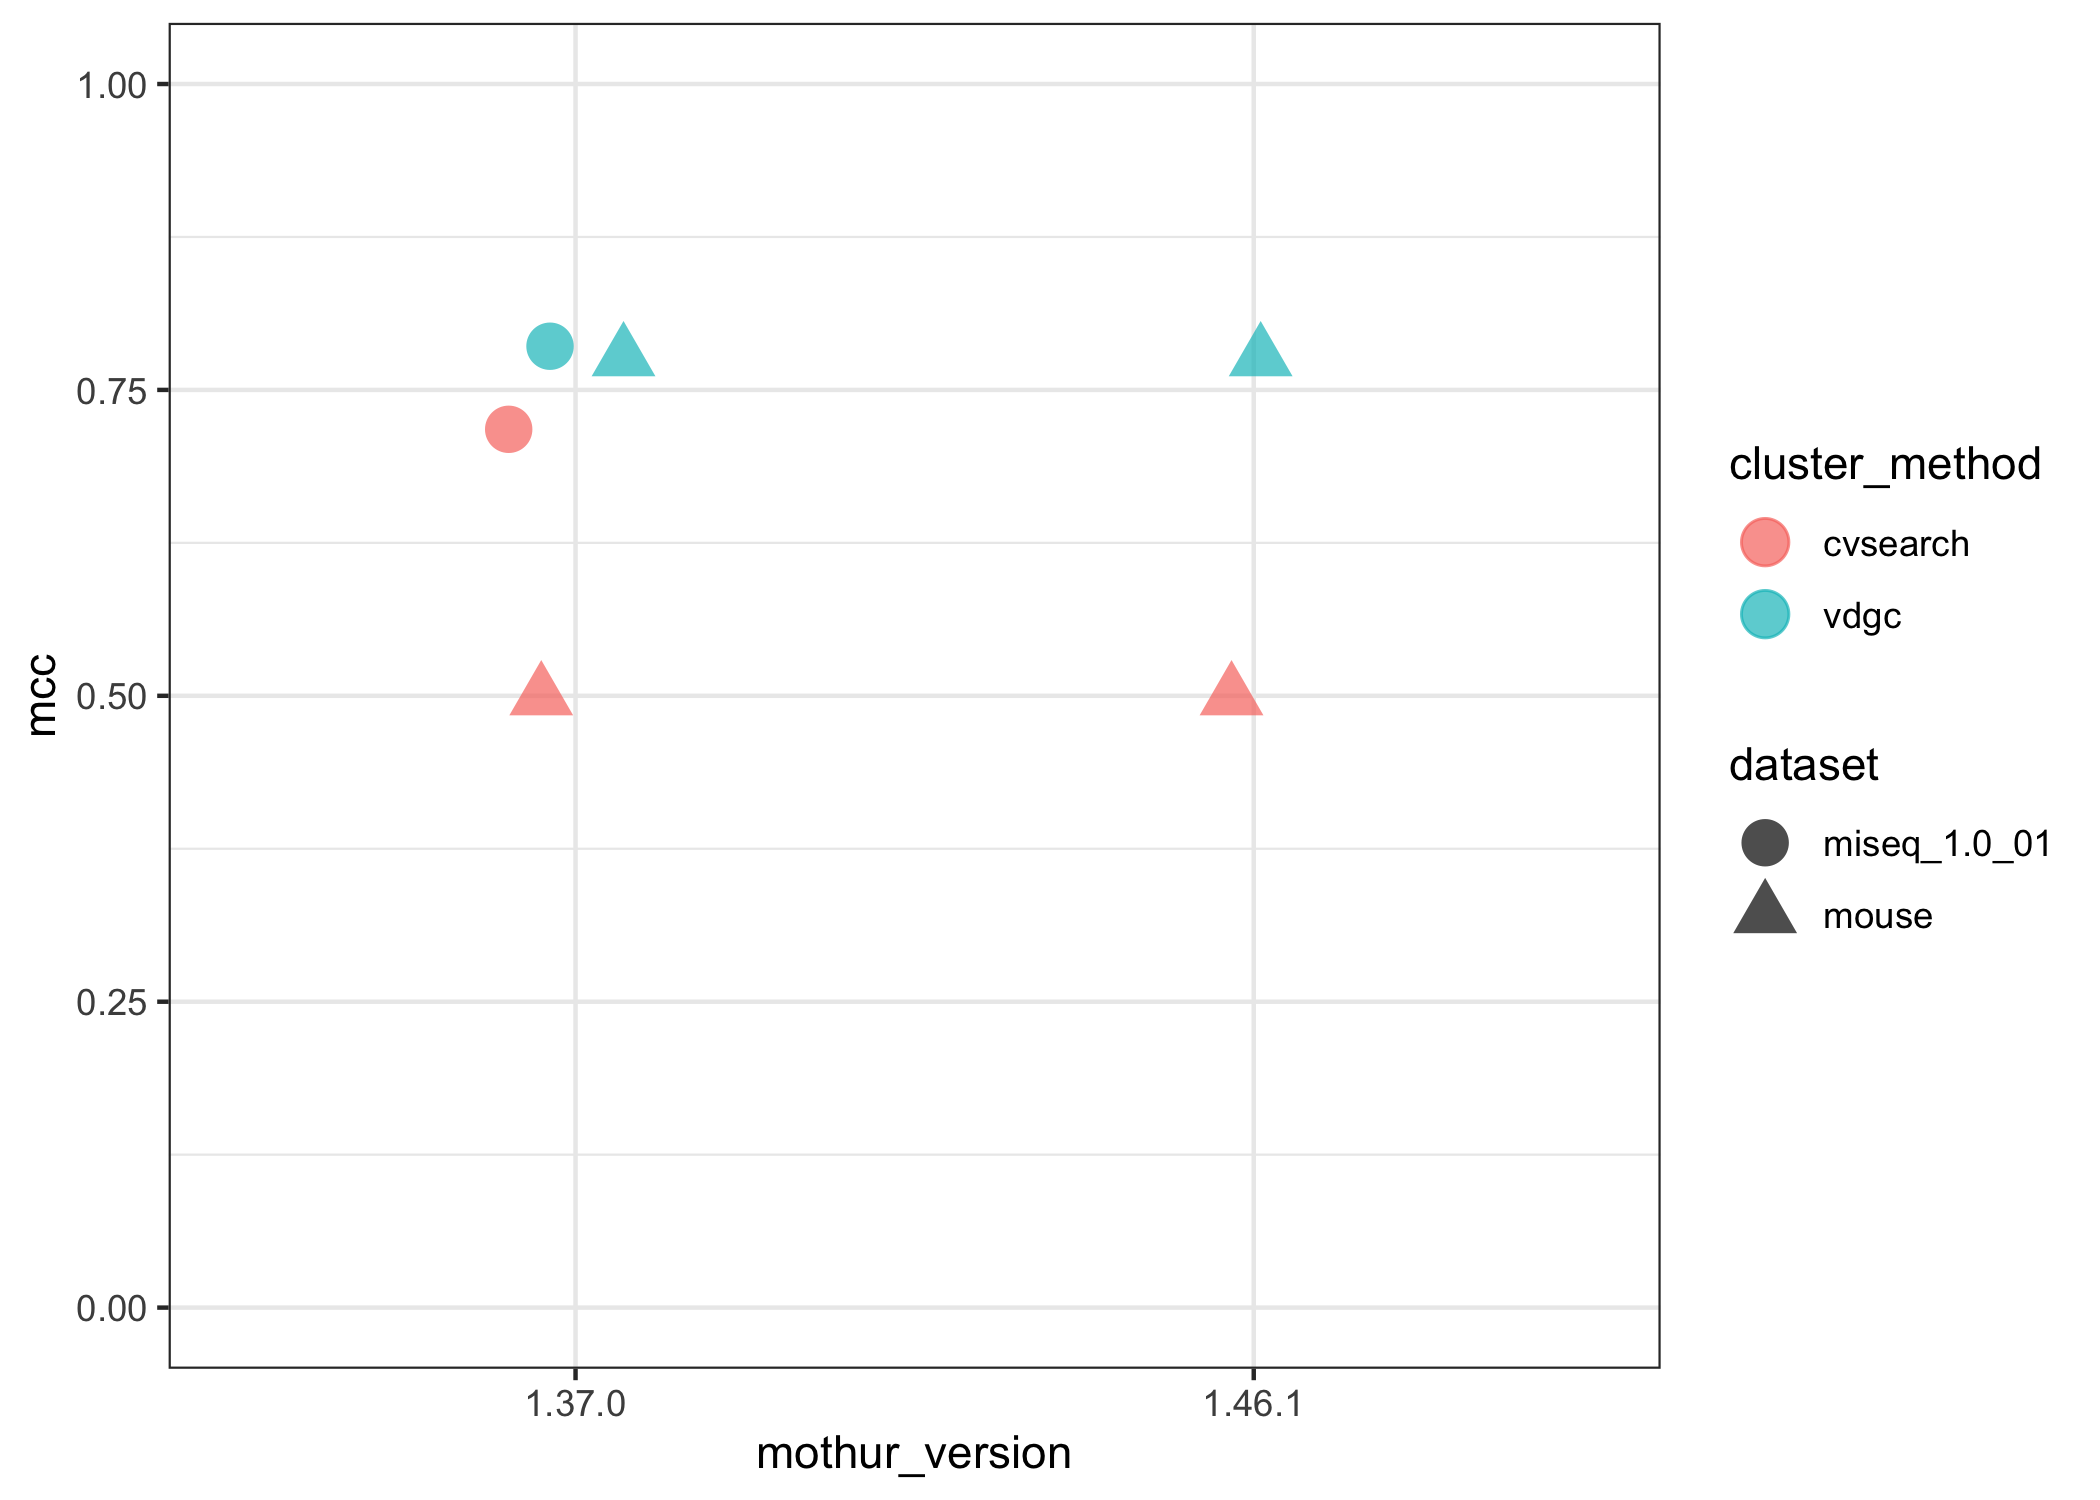 1.00
0.75
0.50
0.25
0.00
mcc
1.37.0
1.46.1
mothur_version
cluster_method
cvsearch
vdgc
dataset
miseq_1.0_01
mouse